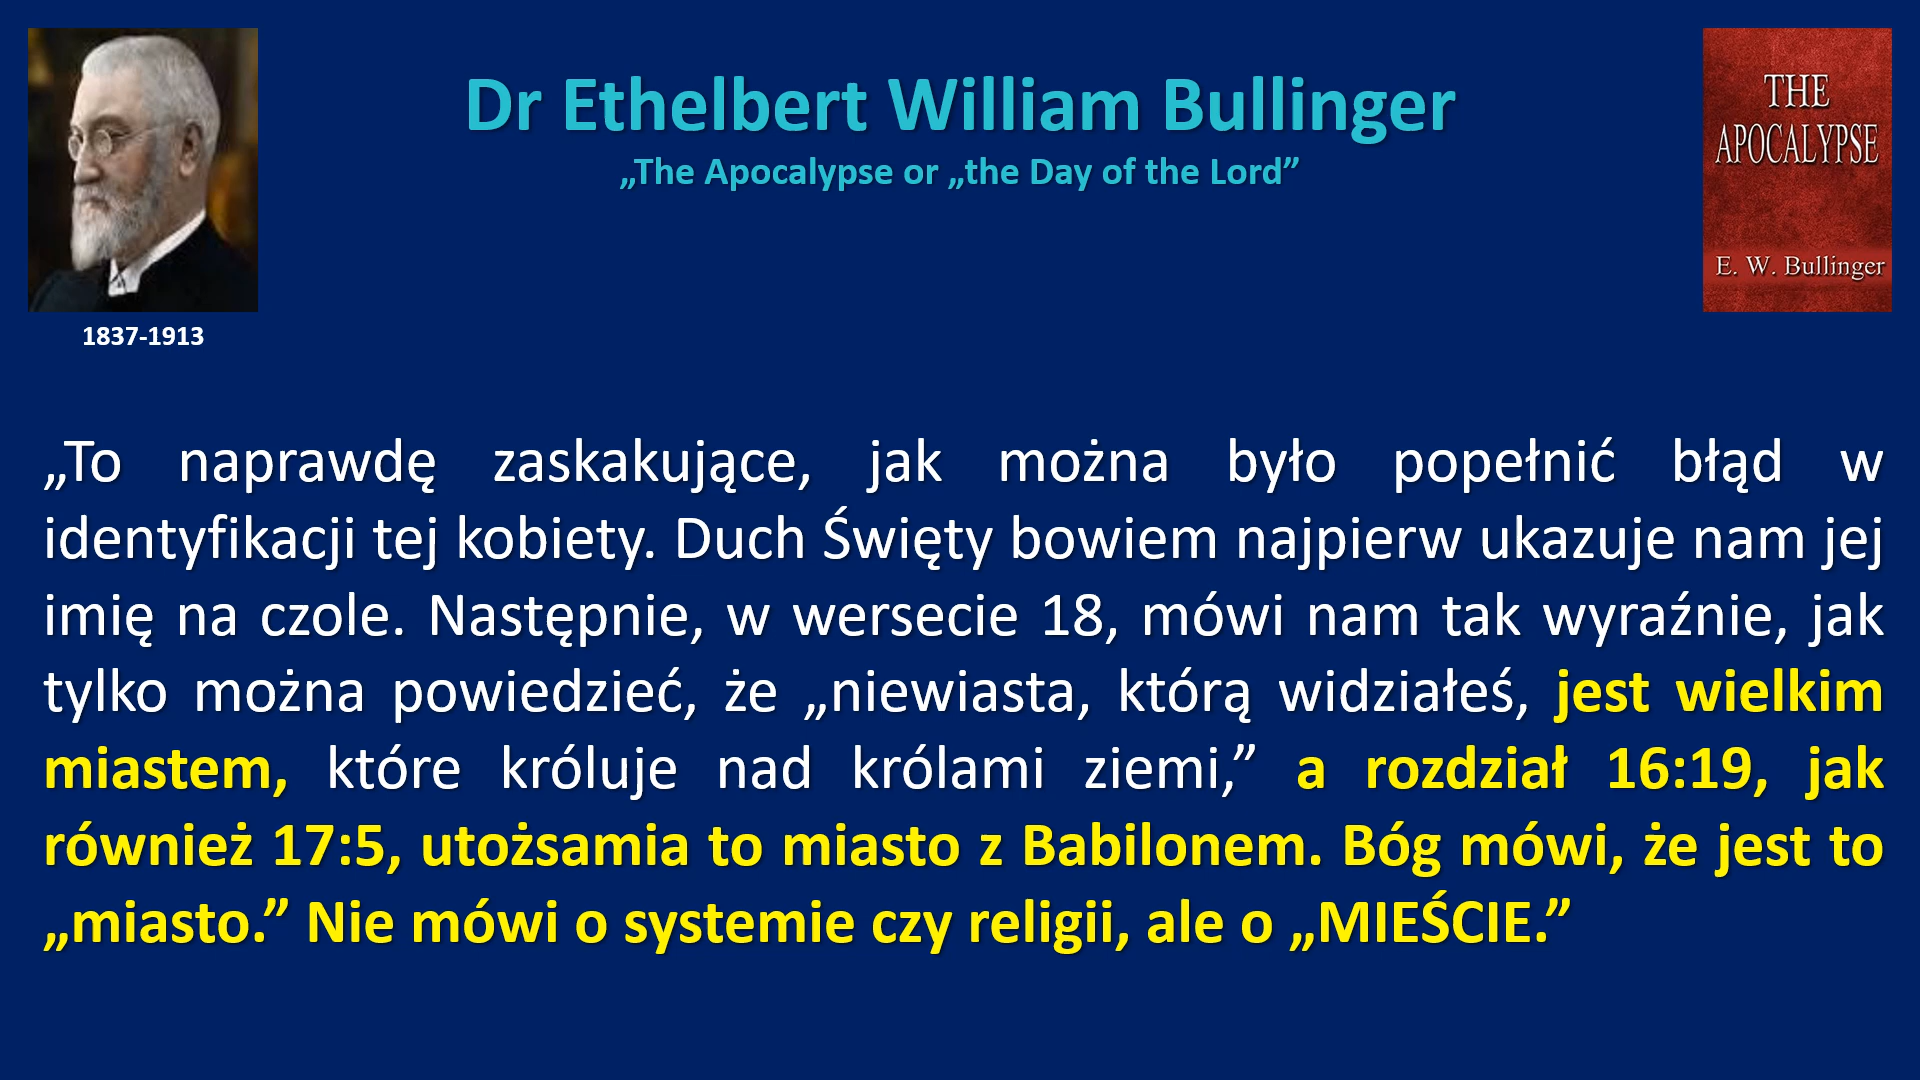 Dr Ethelbert William Bullinger
„The Apocalypse or „the Day of the Lord”
THE
APOCALYPSE
E. W. Bullinger
1837-1913
„To naprawdę zaskakujące, jak można było popełnić błąd w
identyfikacji tej kobiety. Duch Święty bowiem najpierw ukazuje nam jej
imię na czole. Następnie, w wersecie 18, mówi nam tak wyraźnie, jak
tylko można powiedzieć, że „niewiasta, którą widziałeś, jest wielkim
miastem, które króluje nad królami ziemi,” a rozdział 16:19, jak
również 17:5, utożsamia to miasto z Babilonem. Bóg mówi, że jest to
„miasto.” Nie mówi o systemie czy religii, ale o „MIEŚCIE.”